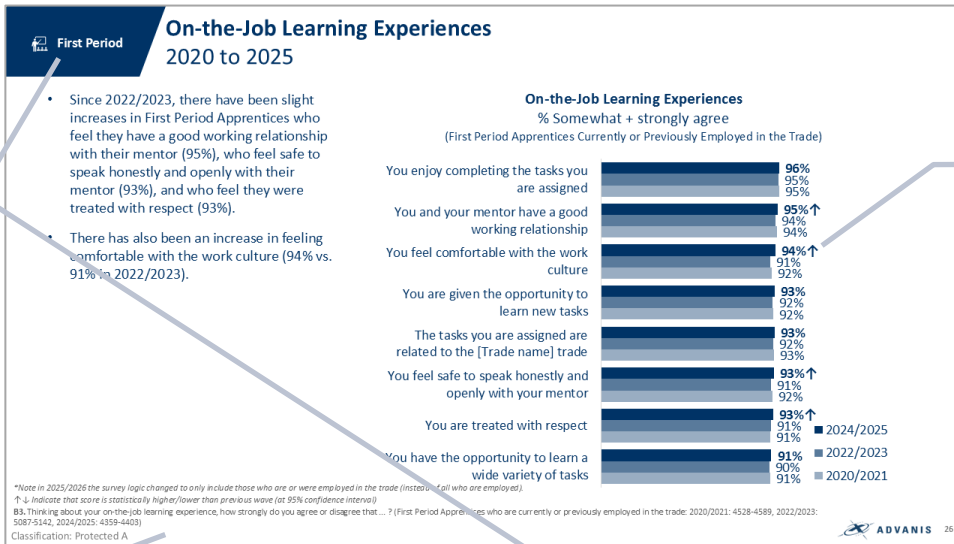 First Period
On-the-Job Learning Experiences
2020 to 2025
• Since 2022/2023, there have been slight
increases in First Period Apprentices who
feel they have a good working relationship
with their mentor (95%), who feel safe to
speak honestly and openly with their
mentor (93%), and who feel they were
treated with respect (93%).
• There has also been an increase in feeling
comfortable with the work culture (94% vs.
91% in 2022/2023).
On-the-Job Learning Experiences
% Somewhat + strongly agree
(First Period Apprentices Currently or Previously Employed in the Trade)
You enjoy completing the tasks you
are assigned
96%
95%
95%
You and your mentor have a good
working relationship
95%↑
94%
94%
You feel comfortable with the work
culture
94%↑
91%
92%
You are given the opportunity to
learn new tasks
93%
92%
92%
The tasks you are assigned are
related to the [Trade name] trade
93%
92%
93%
You feel safe to speak honestly and
openly with your mentor
93%↑
91%
92%
You are treated with respect
93%↑
91%
91%
You have the opportunity to learn a
wide variety of tasks
91%
90%
91%
2024/2025
2022/2023
2020/2021
*Note in 2025/2026 the survey logic changed to only include those who are or were employed in the trade (instead of all who are employed).
↑↓ Indicate that score is statistically higher/lower than previous wave (at 95% confidence interval)
B3. Thinking about your on-the-job learning experience, how strongly do you agree or disagree that ... ? (First Period Apprentices who are currently or previously employed in the trade: 2020/2021: 4528-4589, 2022/2023:
5087-5142, 2024/2025: 4359-4403)
Classification: Protected A
ADVANIS
26